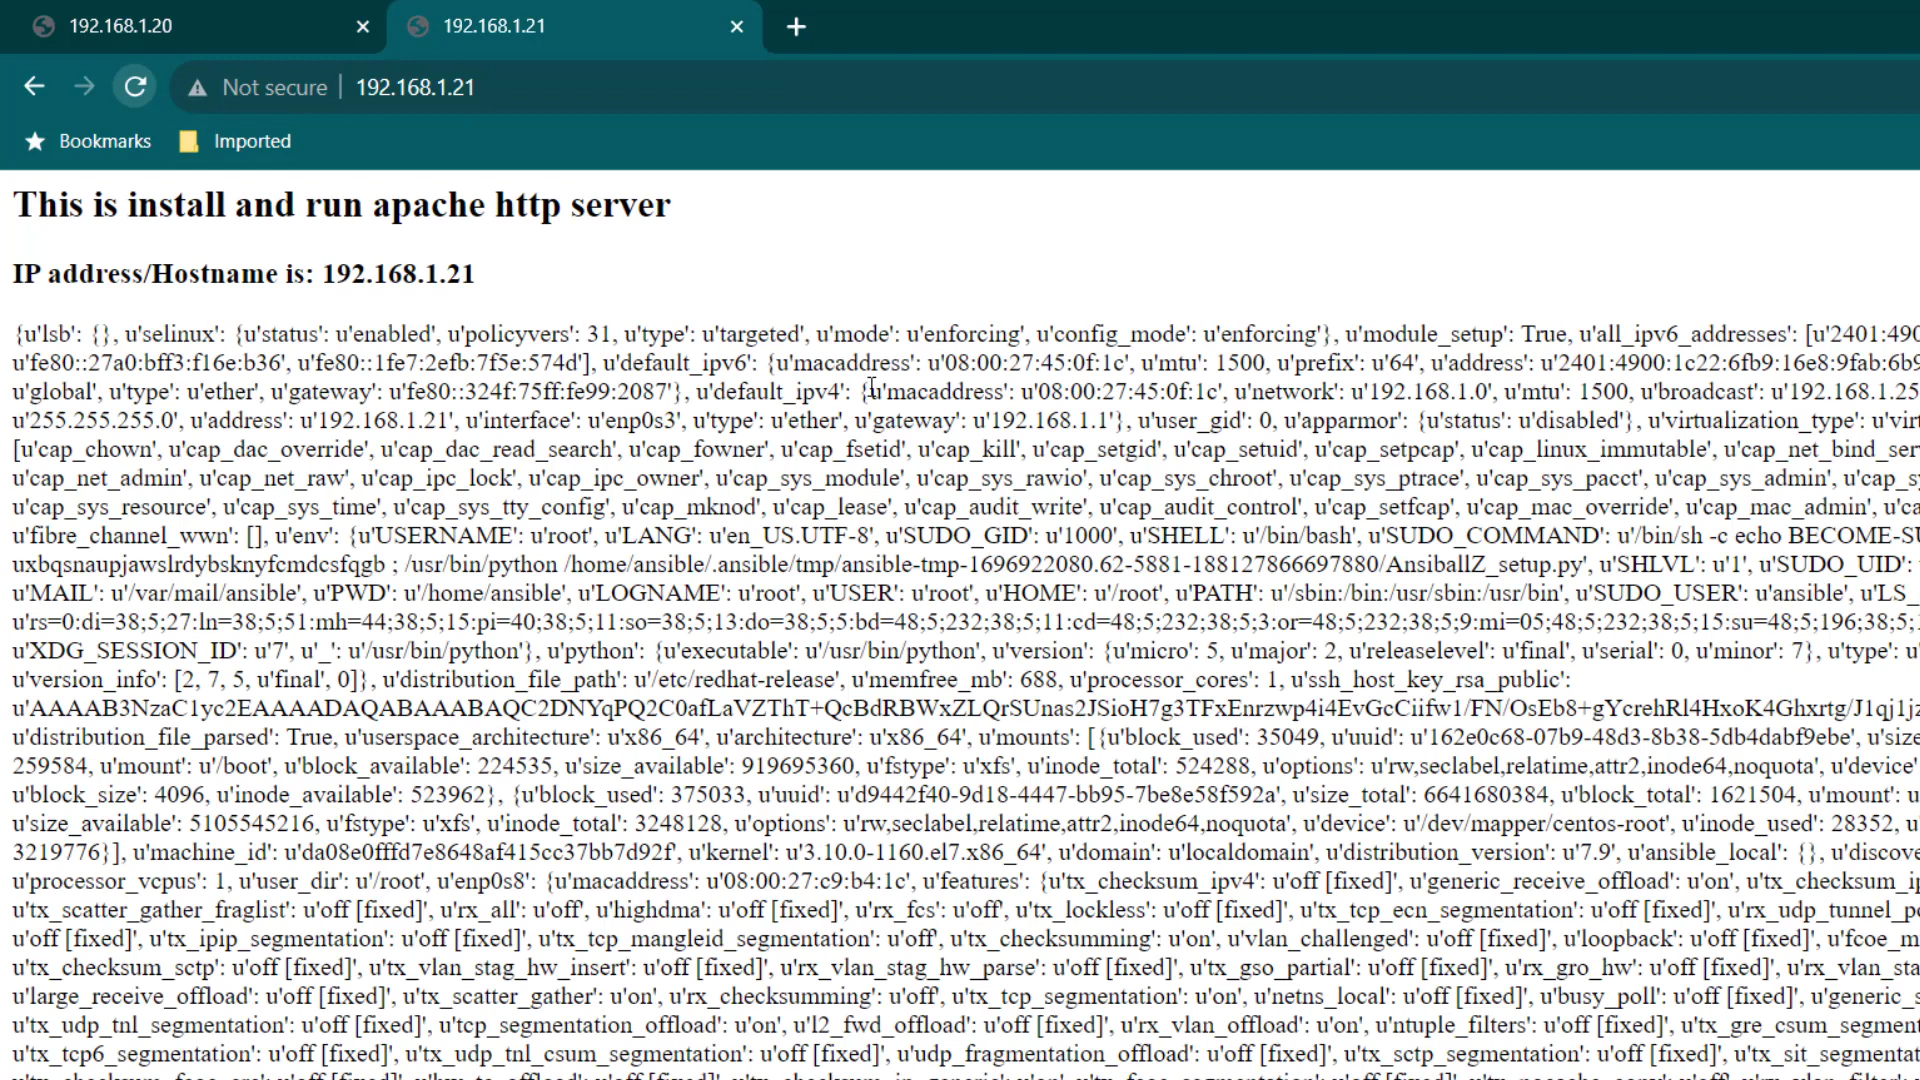 192.168.1.20
192.168.1.21
Not secure
192.168.1.21
Bookmarks
Imported
This is install and run apache http server
IP address/Hostname is: 192.168.1.21
{u'lsb': {}, u'selinux': {u'status': u'enabled', u'policyvers': 31, u'type': u'targeted', u'mode': u'enforcing', u'config_mode': u'enforcing'}, u'module_setup': True, u'all_ipv6_addresses': [u'2401:490
u'fe80::27a0:bff3:f16e:b36', u'fe80::1fe7:2efb:7f5e:574d'], u'default_ipv6': {u'macaddress': u'08:00:27:45:0f:1c', u'mtu': 1500, u'prefix': u'64', u'address': u'2401:4900:1c22:6fb9:16e8:9fab:6b9
u'global', u'type': u'ether', u'gateway': u'fe80::324f:75ff:fe99:2087'}, u'default_ipv4': {u'macaddress': u'08:00:27:45:0f:1c', u'network': u'192.168.1.0', u'mtu': 1500, u'broadcast': u'192.168.1.25
u'255.255.255.0', u'address': u'192.168.1.21', u'interface': u'enp0s3', u'type': u'ether', u'gateway': u'192.168.1.1'}, u'user_gid': 0, u'apparmor': {u'status': u'disabled'}, u'virtualization_type': u'virt
[u'cap_chown', u'cap_dac_override', u'cap_dac_read_search', u'cap_fowner', u'cap_fsetid', u'cap_kill', u'cap_setgid', u'cap_setuid', u'cap_setpcap', u'cap_linux_immutable', u'cap_net_bind_ser
u'cap_net_admin', u'cap_net_raw', u'cap_ipc_lock', u'cap_ipc_owner', u'cap_sys_module', u'cap_sys_rawio', u'cap_sys_chroot', u'cap_sys_ptrace', u'cap_sys_pacct', u'cap_sys_admin', u'cap_sy
u'cap_sys_resource', u'cap_sys_time', u'cap_sys_tty_config', u'cap_mknod', u'cap_lease', u'cap_audit_write', u'cap_audit_control', u'cap_setfcap', u'cap_mac_override', u'cap_mac_admin', u'ca
u'fibre_channel_wwn': [], u'env': {u'USERNAME': u'root', u'LANG': u'en_US.UTF-8', u'SUDO_GID': u'1000', u'SHELL': u'/bin/bash', u'SUDO_COMMAND': u'/bin/sh -c echo BECOME-SU
uxbqsnaupjawslrdybsknyfcmdcsfqgb ; /usr/bin/python /home/ansible/.ansible/tmp/ansible-tmp-1696922080.62-5881-188127866697880/AnsiballZ_setup.py', u'SHLVL': u'1', u'SUDO_UID':
u'MAIL': u'/var/mail/ansible', u'PWD': u'/home/ansible', u'LOGNAME': u'root', u'USER': u'root', u'HOME': u'/root', u'PATH': u'/sbin:/bin:/usr/sbin:/usr/bin', u'SUDO_USER': u'ansible', u'LS_
u'rs=0:di=38;5;27:ln=38;5;51:mh=44;38;5;15:pi=40;38;5;11:so=38;5;13:do=38;5;5:bd=48;5;232;38;5;11:cd=48;5;232;38;5;3:or=48;5;232;38;5;9:mi=05;48;5;232;38;5;15:su=48;5;196;38;5;
u'XDG_SESSION_ID': u'7', u'_': u'/usr/bin/python'}, u'python': {u'executable': u'/usr/bin/python', u'version': {u'micro': 5, u'major': 2, u'releaselevel': u'final', u'serial': 0, u'minor': 7}, u'type': u'
u'version_info': [2, 7, 5, u'final', 0]}, u'distribution_file_path': u'/etc/redhat-release', u'memfree_mb': 688, u'processor_cores': 1, u'ssh_host_key_rsa_public':
u'AAAAB3NzaC1yc2EAAAADAQABAAABAQC2DNYqPQ2C0afLaVZThT+QcBdRBWxZLQrSUnas2JSioH7g3TFxEnrzwp4i4EvGcCiifw1/FN/OsEb8+gYcrehRl4HxoK4Ghxrtg/J1qj1jz
u'distribution_file_parsed': True, u'userspace_architecture': u'x86_64', u'architecture': u'x86_64', u'mounts': [{u'block_used': 35049, u'uuid': u'162e0c68-07b9-48d3-8b38-5db4dabf9ebe', u'size
259584, u'mount': u'/boot', u'block_available': 224535, u'size_available': 919695360, u'fstype': u'xfs', u'inode_total': 524288, u'options': u'rw,seclabel,relatime,attr2,inode64,noquota', u'device'
u'block_size': 4096, u'inode_available': 523962}, {u'block_used': 375033, u'uuid': u'd9442f40-9d18-4447-bb95-7be8e58f592a', u'size_total': 6641680384, u'block_total': 1621504, u'mount': u
u'size_available': 5105545216, u'fstype': u'xfs', u'inode_total': 3248128, u'options': u'rw,seclabel,relatime,attr2,inode64,noquota', u'device': u'/dev/mapper/centos-root', u'inode_used': 28352, u'
3219776}], u'machine_id': u'da08e0fffd7e8648af415cc37bb7d92f', u'kernel': u'3.10.0-1160.el7.x86_64', u'domain': u'localdomain', u'distribution_version': u'7.9', u'ansible_local': {}, u'discove
u'processor_vcpus': 1, u'user_dir': u'/root', u'enp0s8': {u'macaddress': u'08:00:27:c9:b4:1c', u'features': {u'tx_checksum_ipv4': u'off [fixed]', u'generic_receive_offload': u'on', u'tx_checksum_ip
u'tx_scatter_gather_fraglist': u'off [fixed]', u'rx_all': u'off', u'highdma': u'off [fixed]', u'rx_fcs': u'off', u'tx_lockless': u'off [fixed]', u'tx_tcp_ecn_segmentation': u'off [fixed]', u'rx_udp_tunnel_po
u'off [fixed]', u'tx_ipip_segmentation': u'off [fixed]', u'tx_tcp_mangleid_segmentation': u'off', u'tx_checksumming': u'on', u'vlan_challenged': u'off [fixed]', u'loopback': u'off [fixed]', u'fcoe_m
u'tx_checksum_sctp': u'off [fixed]', u'tx_vlan_stag_hw_insert': u'off [fixed]', u'rx_vlan_stag_hw_parse': u'off [fixed]', u'tx_gso_partial': u'off [fixed]', u'rx_gro_hw': u'off [fixed]', u'rx_vlan_sta
u'large_receive_offload': u'off [fixed]', u'tx_scatter_gather': u'on', u'rx_checksumming': u'off', u'tx_tcp_segmentation': u'on', u'netns_local': u'off [fixed]', u'busy_poll': u'off [fixed]', u'generic_s
u'tx_udp_tnl_segmentation': u'off [fixed]', u'tcp_segmentation_offload': u'on', u'l2_fwd_offload': u'off [fixed]', u'rx_vlan_offload': u'on', u'ntuple_filters': u'off [fixed]', u'tx_gre_csum_segment
u'tx_tcp6_segmentation': u'off [fixed]', u'tx_udp_tnl_csum_segmentation': u'off [fixed]', u'udp_fragmentation_offload': u'off [fixed]', u'tx_sctp_segmentation': u'off [fixed]', u'tx_sit_segmentat